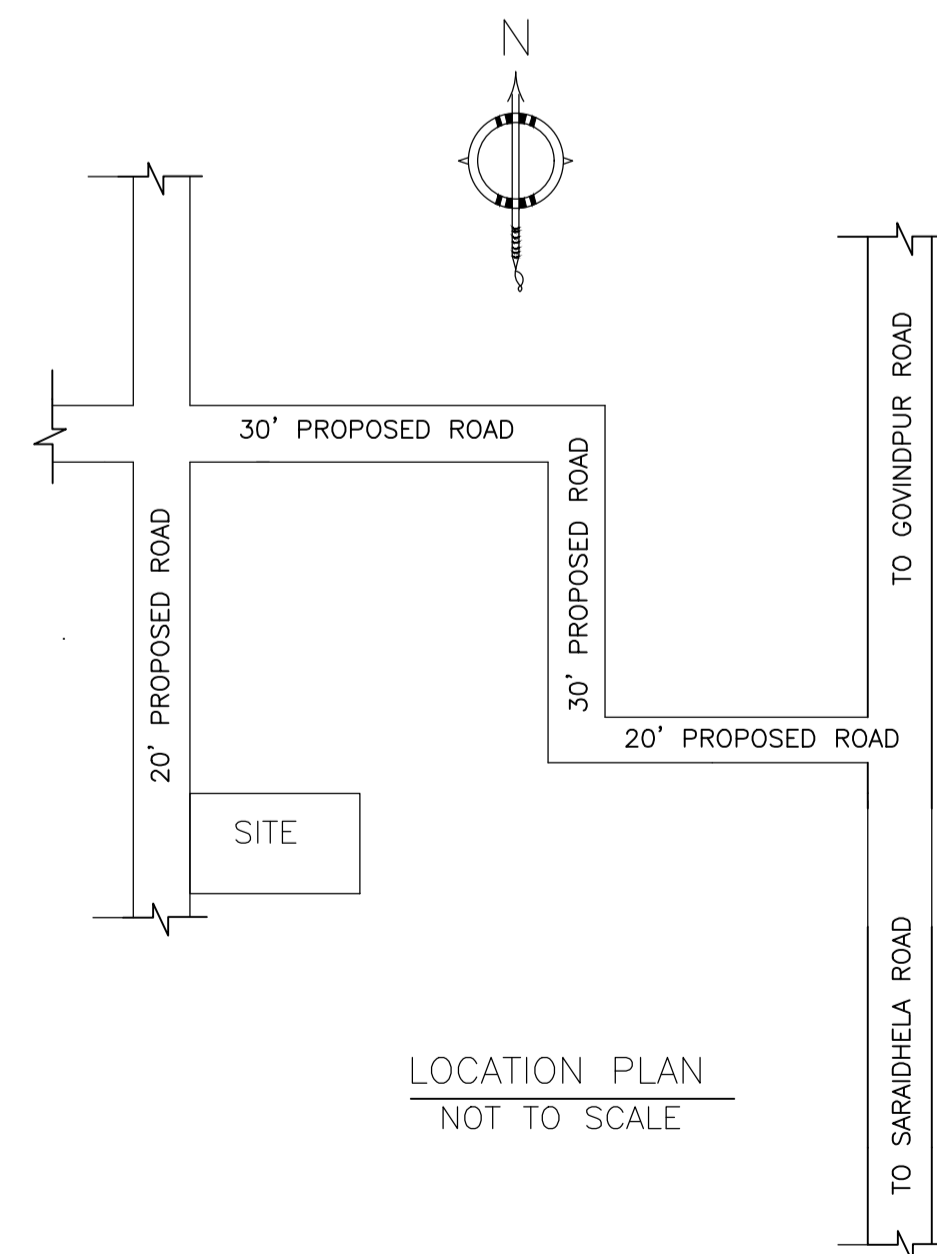 N
TO GOVINDPUR ROAD
30' PROPOSED ROAD
30' PROPOSED ROAD
20' PROPOSED ROAD
20' PROPOSED ROAD
SITE
TO SARAIDHELA ROAD
LOCATION PLAN
NOT TO SCALE